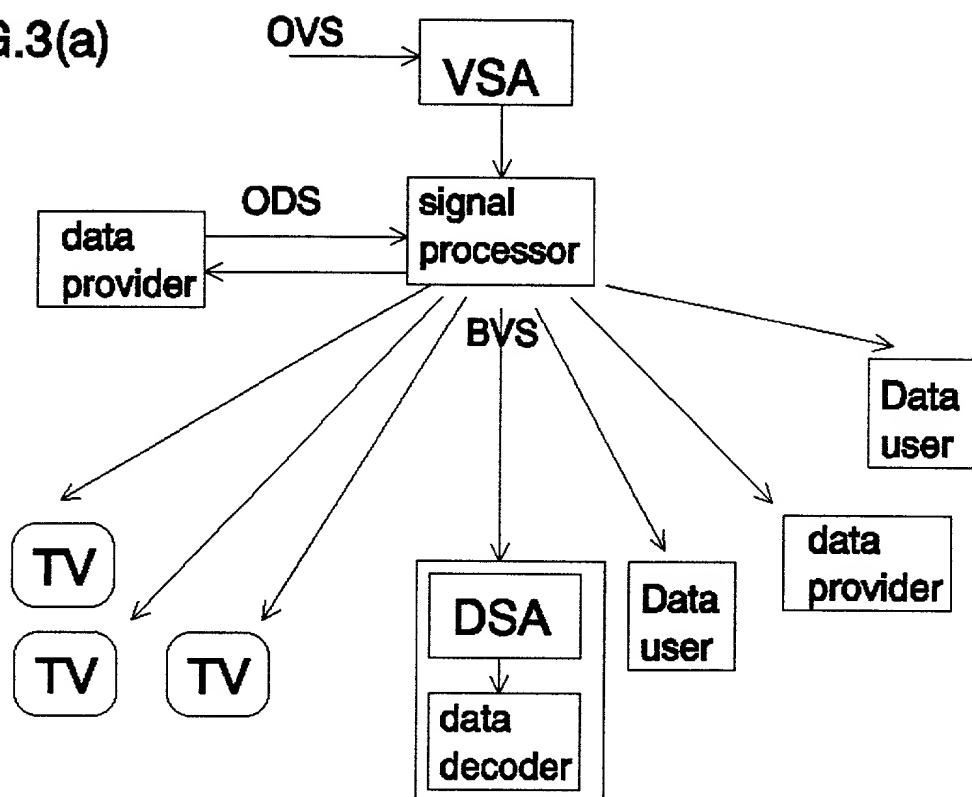 G.3(a)
OVS
VSA
ODS
signal
processor
data
provider
BVS
Data
user
data
provider
TV
TV
TV
DSA
data
decoder
Data
user